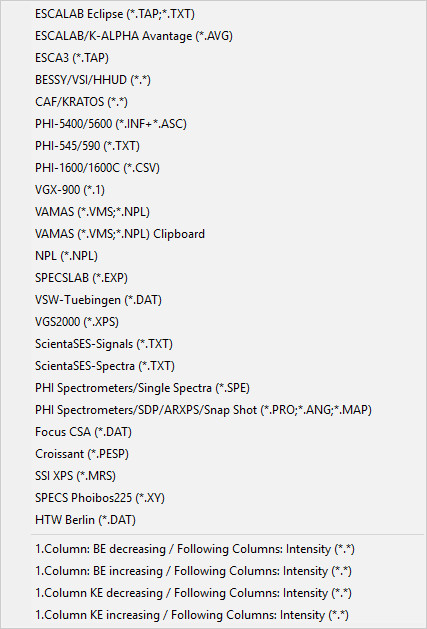 ESCALAB Eclipse (*.TAP;*.TXT)
ESCALAB/K-ALPHA Avantage (*.AVG)
ESCA3 (*.TAP)
BESSY/VSI/HHUD (*.*)
CAF/KRATOS (*.*)
PHI-5400/5600 (*.INF+*.ASC)
PHI-545/590 (*.TXT)
PHI-1600/1600C (*.CSV)
VGX-900 (*.1)
VAMAS (*.VMS;*.NPL)
VAMAS (*.VMS;*.NPL) Clipboard
NPL (*.NPL)
SPECSLAB (*.EXP)
VSW-Tuebingen (*.DAT)
VGS2000 (*.XPS)
ScientaSES-Signals (*.TXT)
ScientaSES-Spectra (*.TXT)
PHI Spectrometers/Single Spectra (*.SPE)
PHI Spectrometers/SDP/ARXPS/Snap Shot (*.PRO;*.ANG;*.MAP)
Focus CSA (*.DAT)
Croissant (*.PESP)
SSI XPS (*.MRS)
SPECS Phoibos225 (*.XY)
HTW Berlin (*.DAT)
1.Column: BE decreasing / Following Columns: Intensity (*.*)
1.Column: BE increasing / Following Columns: Intensity (*.*)
1.Column KE decreasing / Following Columns: Intensity (*.*)
1.Column KE increasing / Following Columns: Intensity (*.*)